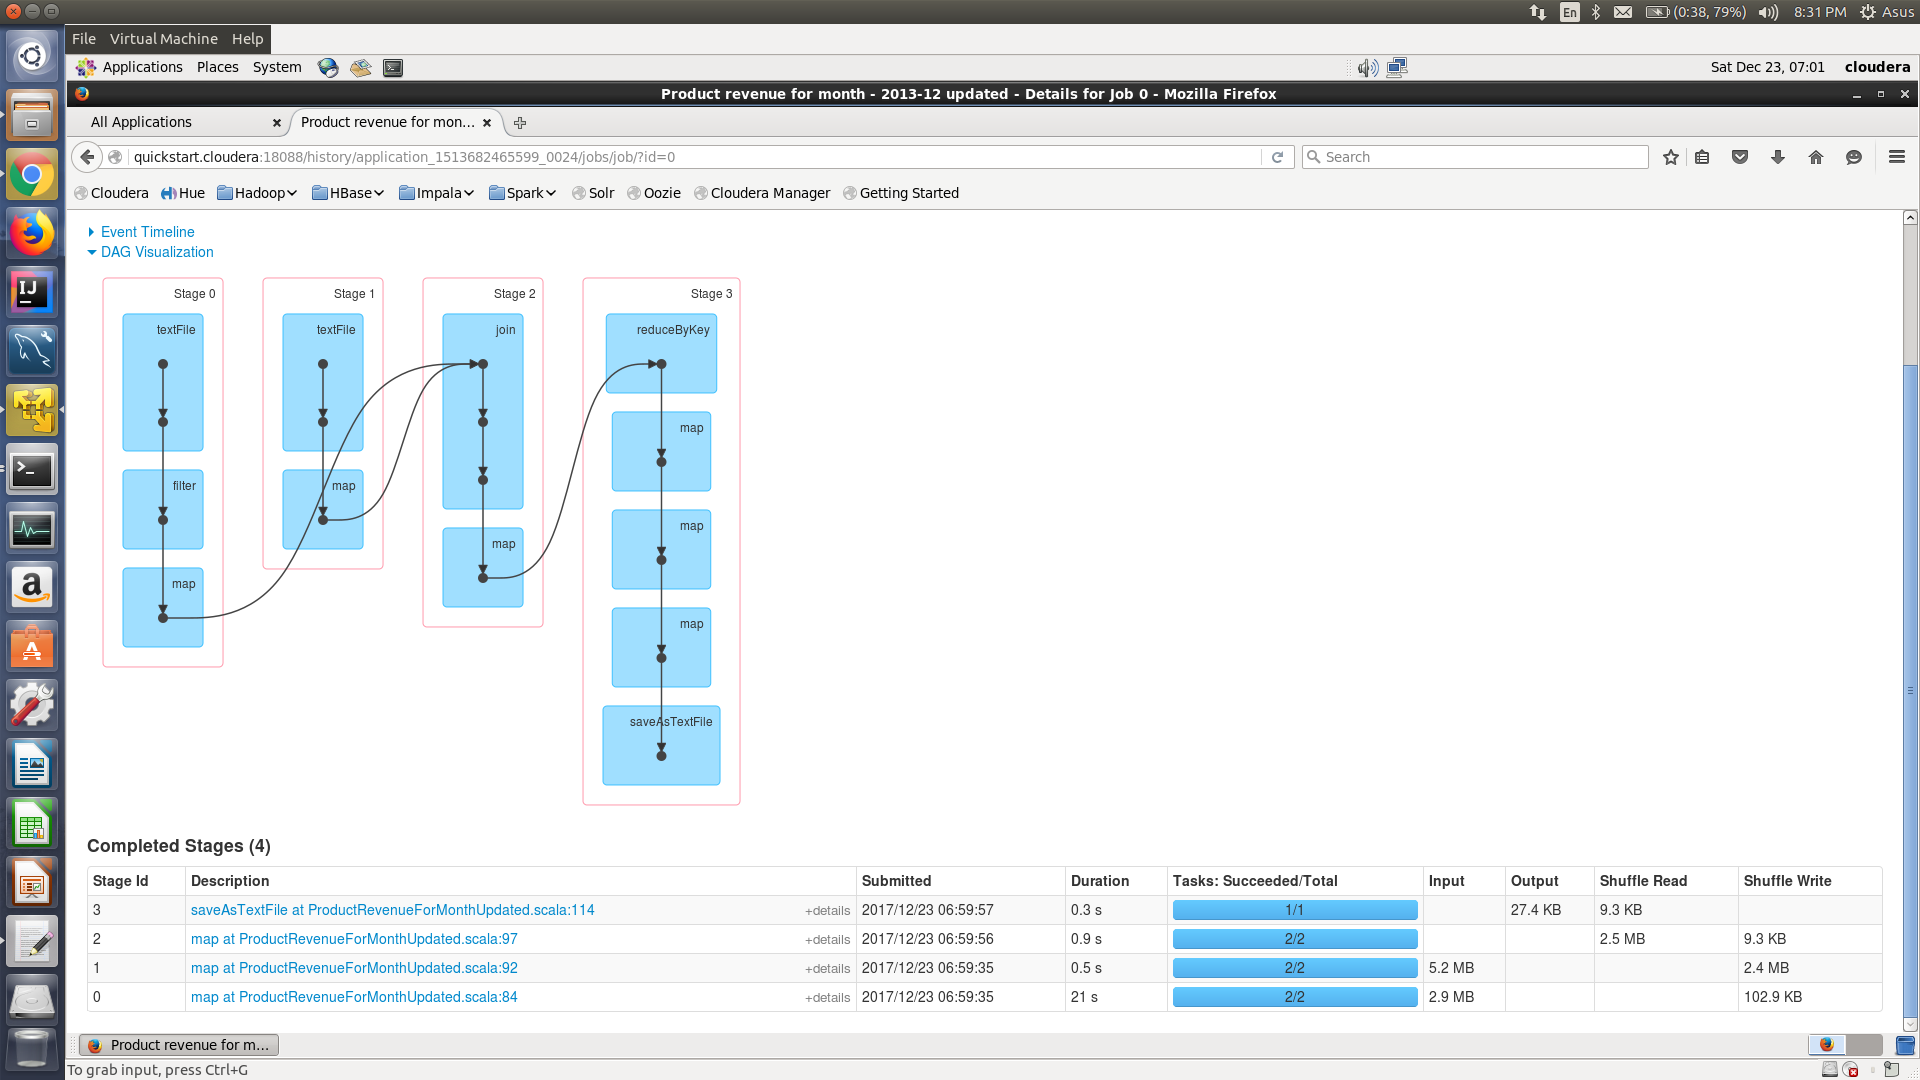 En (0:38, 79%) 8:31 PM Asus
File Virtual Machine Help
Applications Places System Sat Dec 23, 07:01 cloudera
Product revenue for month - 2013-12 updated - Details for Job 0 - Mozilla Firefox
All Applications Product revenue for mon...
quickstart.cloudera:18088/history/application_1513682465599_0024/jobs/job/?id=0 Search
Cloudera Hue Hadoop HBase Impala Spark Solr Oozie Cloudera Manager Getting Started
Event Timeline
DAG Visualization
Stage 0 Stage 1 Stage 2 Stage 3
textFile textFile join reduceByKey
map
filter map
map
map
map
map
saveAsTextFile
Completed Stages (4)
Stage Id Description Submitted Duration Tasks: Succeeded/Total Input Output Shuffle Read Shuffle Write
3 saveAsTextFile at ProductRevenueForMonthUpdated.scala:114 +details 2017/12/23 06:59:57 0.3 s 1/1 27.4 KB 9.3 KB
2 map at ProductRevenueForMonthUpdated.scala:97 +details 2017/12/23 06:59:56 0.9 s 2/2 2.5 MB 9.3 KB
1 map at ProductRevenueForMonthUpdated.scala:92 +details 2017/12/23 06:59:35 0.5 s 2/2 5.2 MB 2.4 MB
0 map at ProductRevenueForMonthUpdated.scala:84 +details 2017/12/23 06:59:35 21 s 2/2 2.9 MB 102.9 KB
Product revenue for m...
To grab input, press Ctrl+G